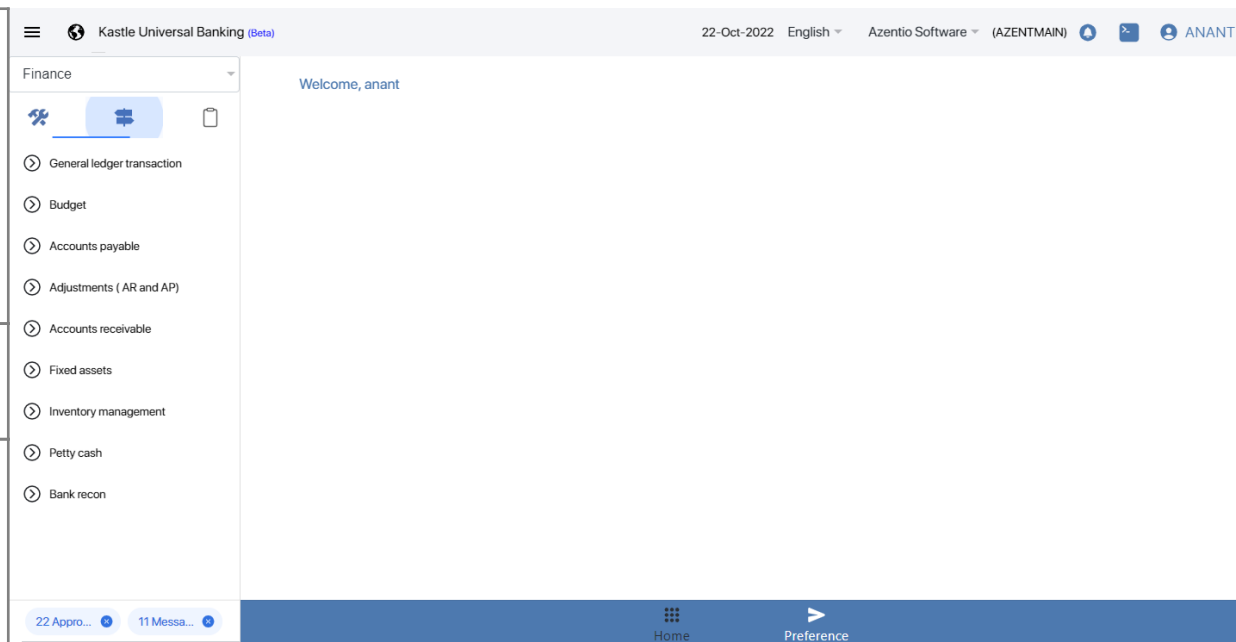 Kastle Universal Banking (Beta)
22-Oct-2022 English Azentio Software (AZENTMAIN) ANANT
Finance
Welcome, anant
General ledger transaction
Budget
Accounts payable
Adjustments ( AR and AP)
Accounts receivable
Fixed assets
Inventory management
Petty cash
Bank recon
22 Appro... 11 Messa...
Home Preference